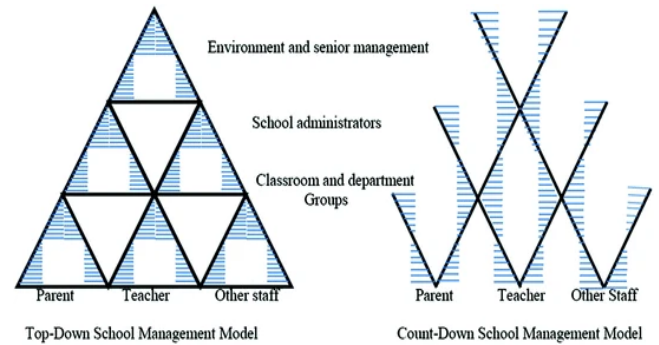 Environment and senior management
School administrators
Classroom and department
Groups
Parent Teacher Other staff
Parent Teacher Other Staff
Top-Down School Management Model
Count-Down School Management Model